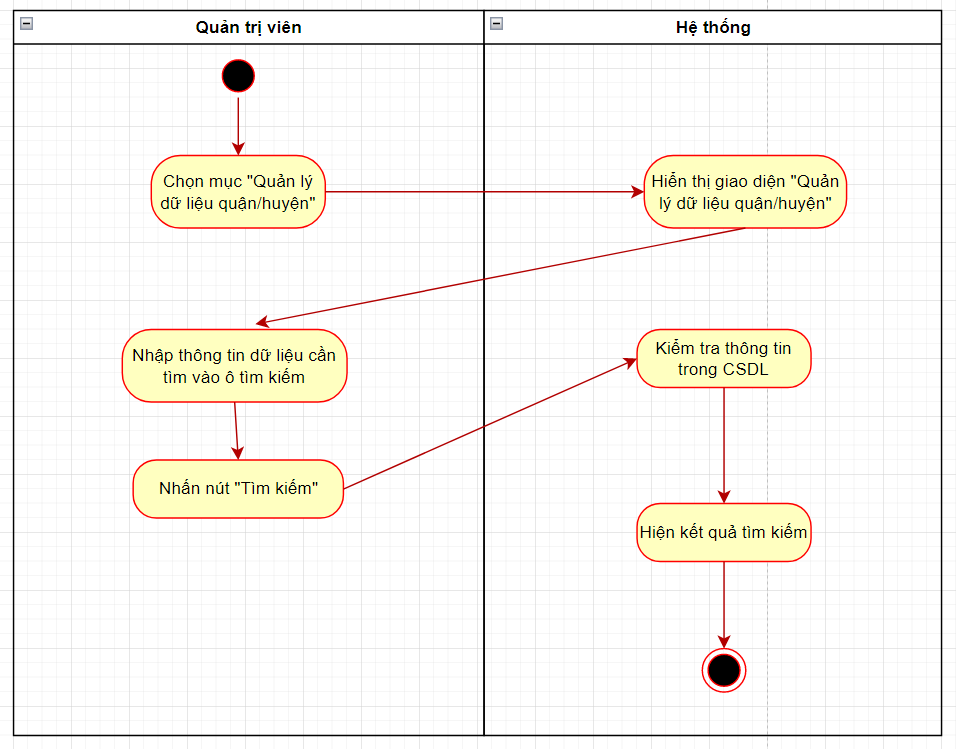 Quản trị viên
Hệ thống
Chọn mục "Quản lý
dữ liệu quận/huyện"
Hiển thị giao diện "Quản
lý dữ liệu quận/huyện"
Nhập thông tin dữ liệu cần
tìm vào ô tìm kiếm
Kiểm tra thông tin
trong CSDL
Nhấn nút "Tìm kiếm"
Hiện kết quả tìm kiếm